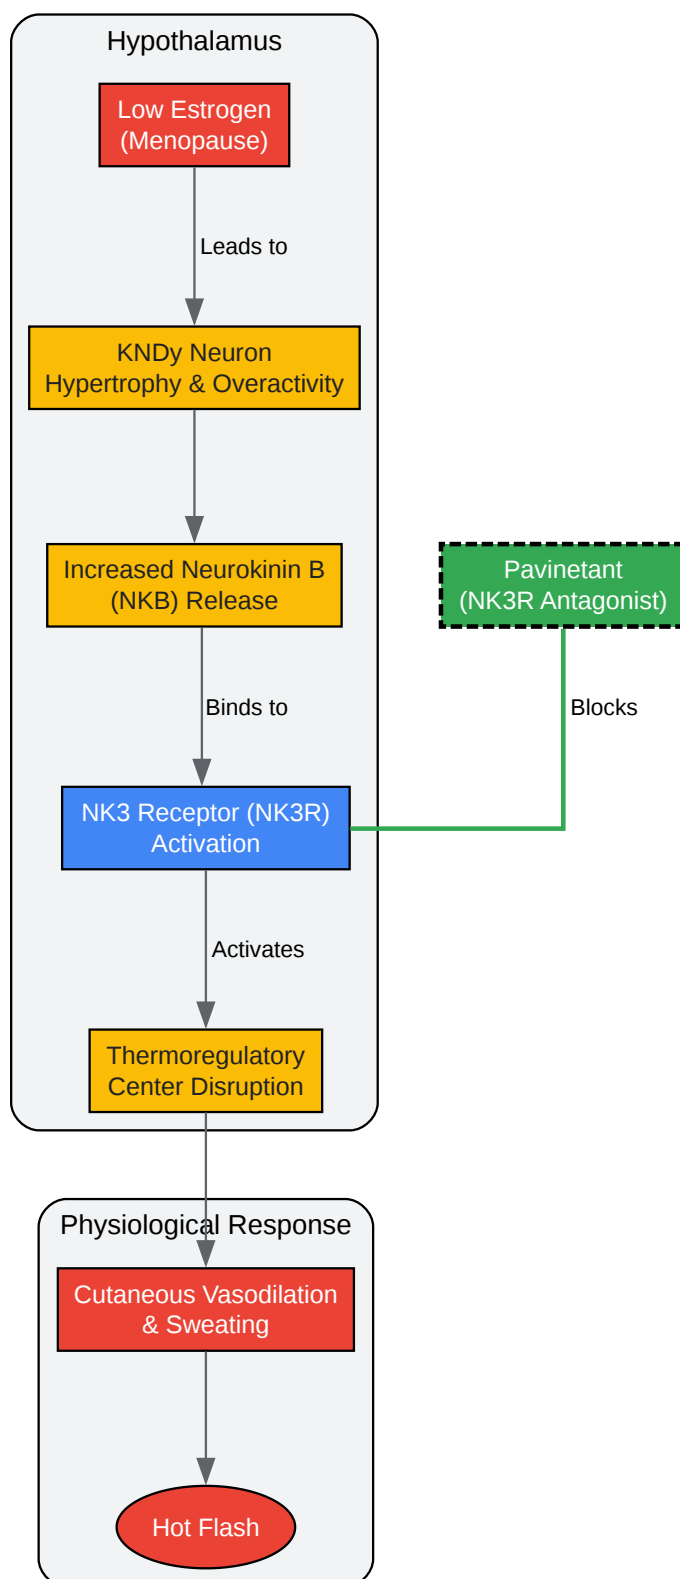 Hypothalamus
Low Estrogen
(Menopause)
Leads to
KNDy Neuron
Hypertrophy & Overactivity
Increased Neurokinin B
(NKB) Release
Pavinetant
(NK3R Antagonist)
Binds to
Blocks
NK3 Receptor (NK3R)
Activation
Activates
Thermoregulatory
Center Disruption
Physiological Response
Cutaneous Vasodilation
& Sweating
Hot Flash